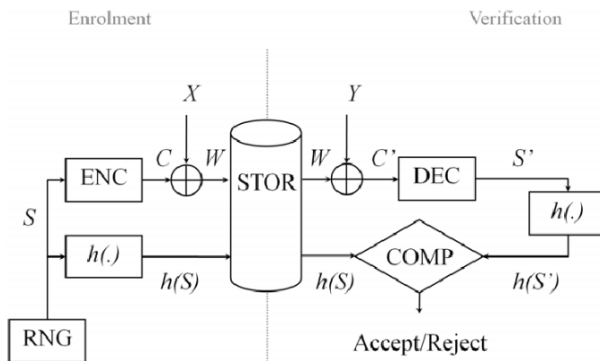 Enrolment
Verification
X
Y
C
W
W
C'
S'
ENC
STOR
DEC
S
h(.)
h(.)
COMP
h(S)
h(S)
h(S')
RNG
Accept/Reject